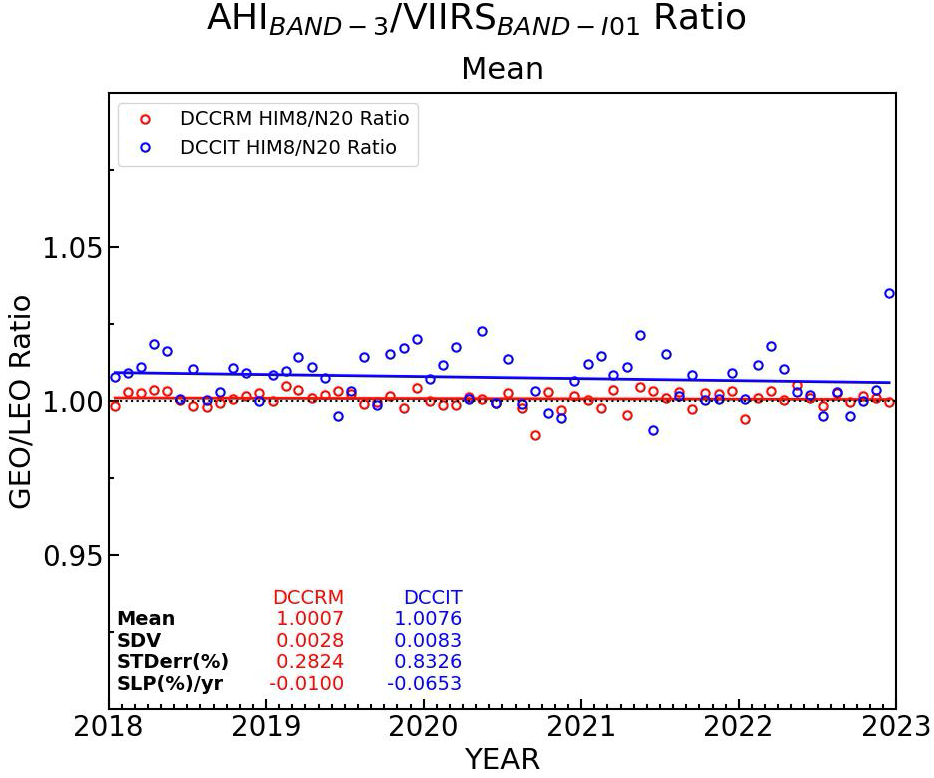 AHI_BAND-3/VIIRS_BAND-I01 Ratio
Mean
DCCRM HIM8/N20 Ratio
DCCIT HIM8/N20 Ratio
GEO/LEO Ratio
1.05
1.00
0.95
DCCRM DCCIT
Mean 1.0007 1.0076
SDV 0.0028 0.0083
STDerr(%) 0.2824 0.8326
SLP(%)/yr -0.0100 -0.0653
2018 2019 2020 2021 2022 2023
YEAR